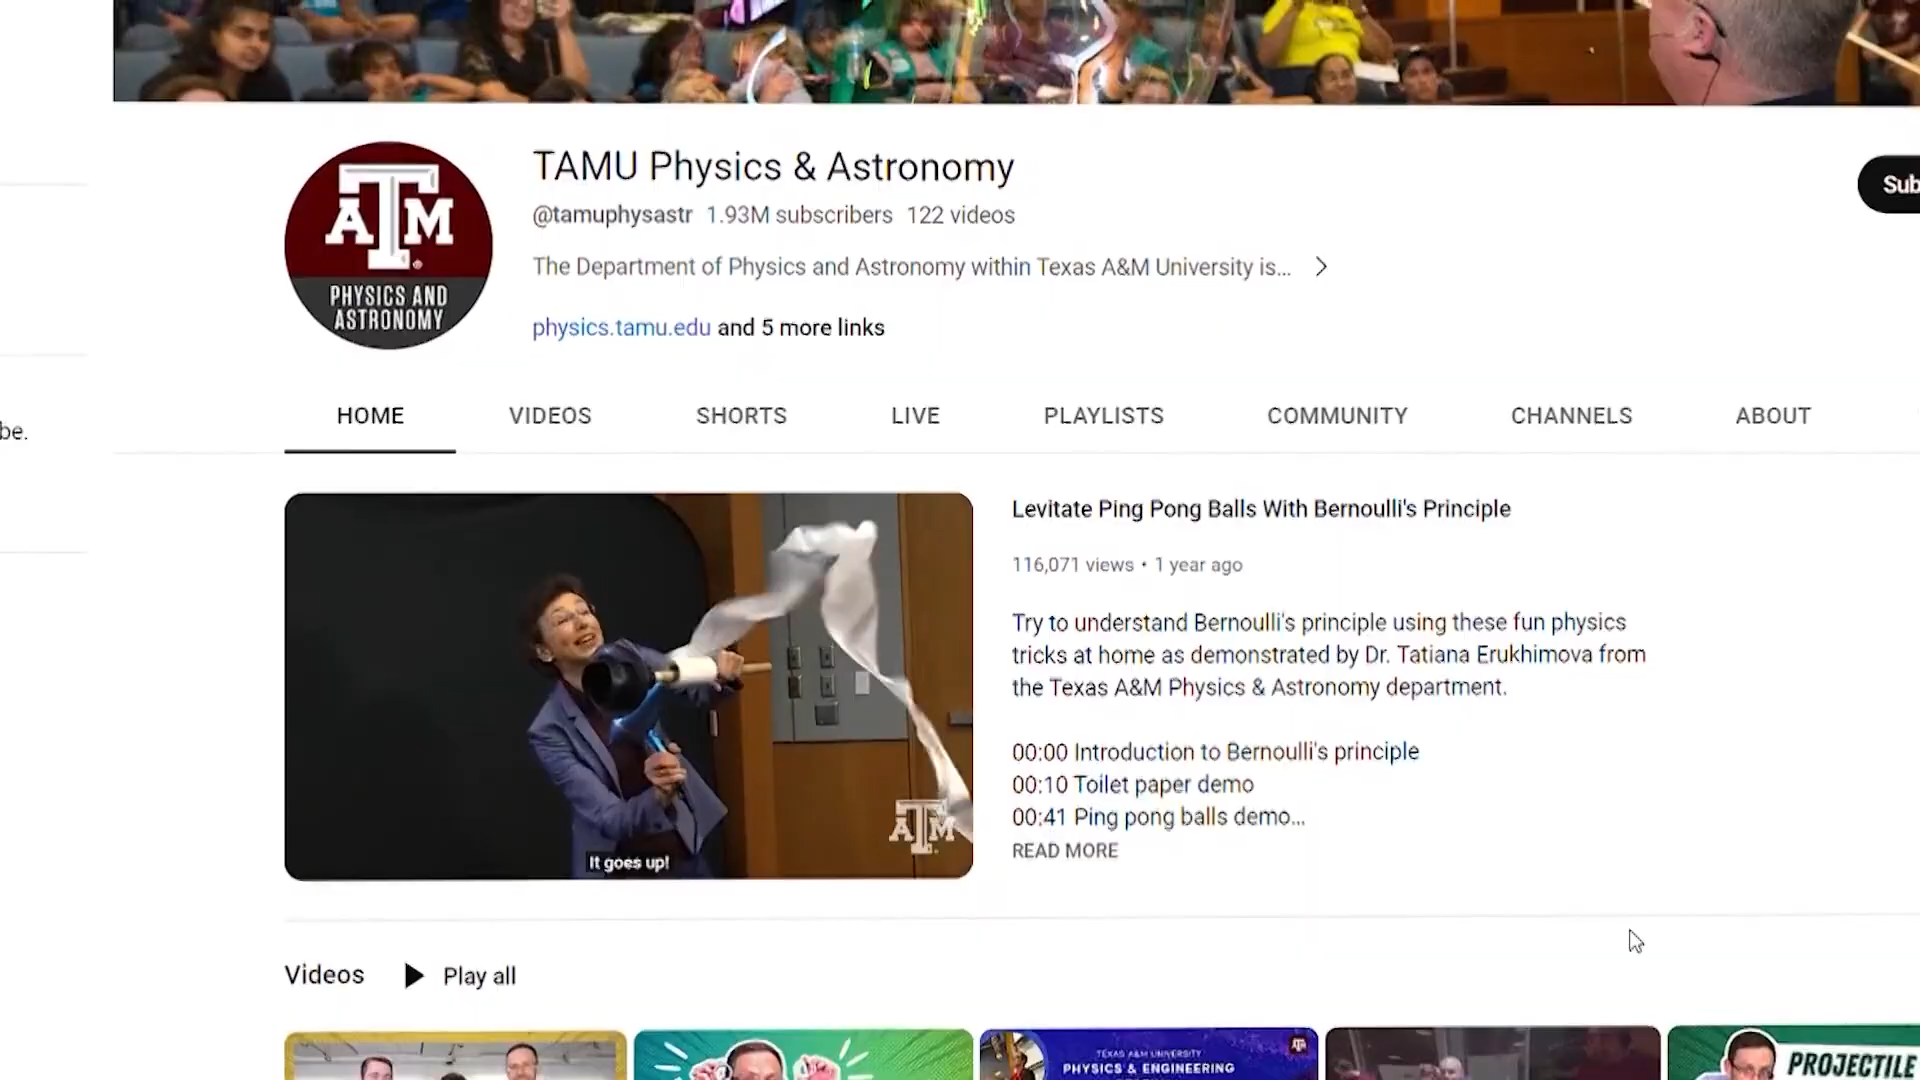 TAMU Physics & Astronomy
@tamuphysastr 1.93M subscribers 122 videos
Sub
The Department of Physics and Astronomy within Texas A&M University is...
physics.tamu.edu and 5 more links
ATM
PHYSICS AND
ASTRONOMY
HOME VIDEOS SHORTS LIVE PLAYLISTS COMMUNITY CHANNELS ABOUT
be.
Levitate Ping Pong Balls With Bernoulli's Principle
116,071 views • 1 year ago
Try to understand Bernoulli's principle using these fun physics
tricks at home as demonstrated by Dr. Tatiana Erukhimova from
the Texas A&M Physics & Astronomy department.
00:00 Introduction to Bernoulli's principle
00:10 Toilet paper demo
00:41 Ping pong balls demo...
READ MORE
ATM
It goes up!
Videos Play all
TEXAS A&M UNIVERSITY
PHYSICS & ENGINEERING
PROJECTILE